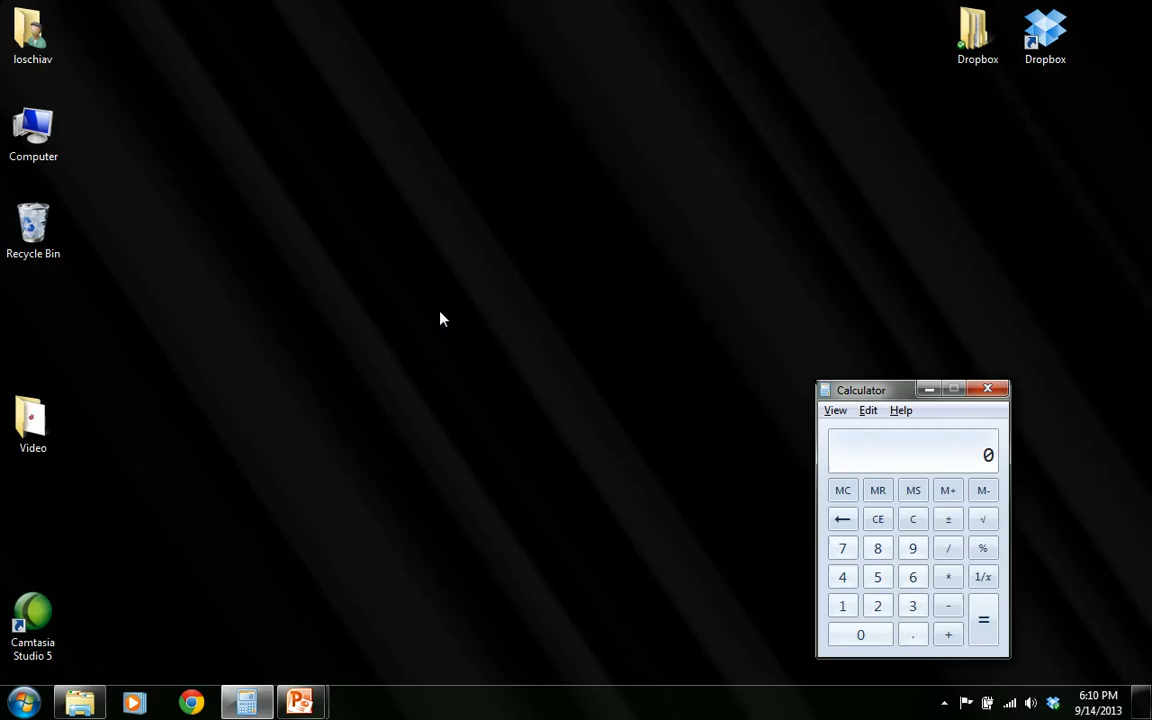 loschiav
Dropbox
Dropbox
Computer
Recycle Bin
Video
Camtasia
Studio 5
Calculator
View Edit Help
0
MC MR MS M+ M-
← CE C ± √
7 8 9 / %
4 5 6 * 1/x
1 2 3 - =
0 . +
6:10 PM
9/14/2013